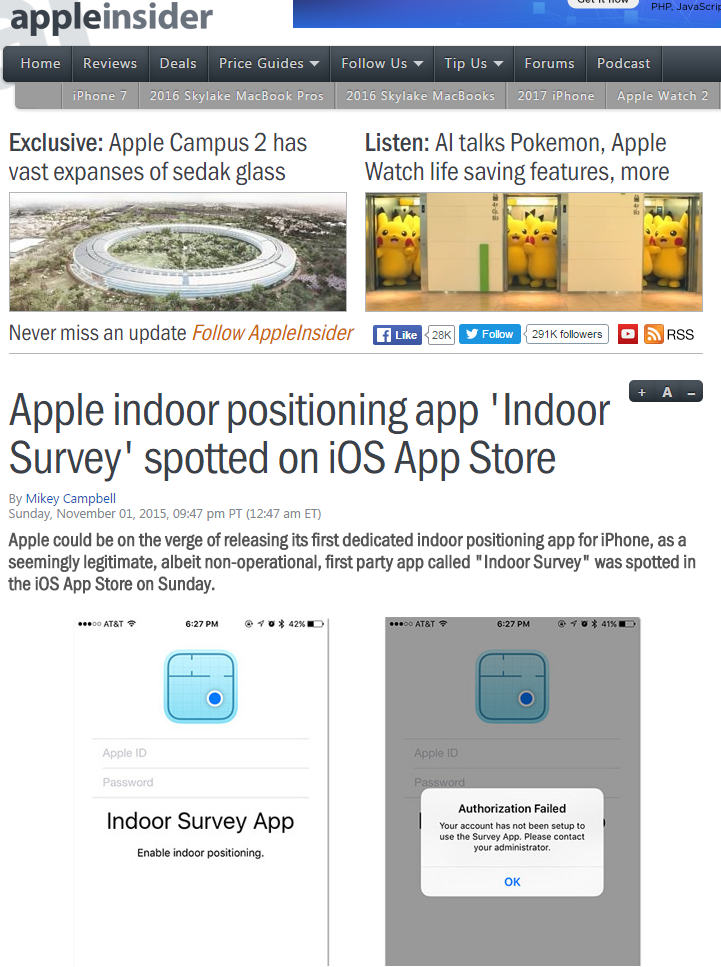 appleinsider
Get it now
PHP, JavaScrip
Home Reviews Deals Price Guides Follow Us Tip Us Forums Podcast
iPhone 7 2016 Skylake MacBook Pros 2016 Skylake MacBooks 2017 iPhone Apple Watch 2
Exclusive: Apple Campus 2 has
vast expanses of sedak glass
Listen: AI talks Pokemon, Apple
Watch life saving features, more
Never miss an update Follow AppleInsider
Like 28K Follow 291K followers RSS
+ A –
Apple indoor positioning app 'Indoor
Survey' spotted on iOS App Store
By Mikey Campbell
Sunday, November 01, 2015, 09:47 pm PT (12:47 am ET)
Apple could be on the verge of releasing its first dedicated indoor positioning app for iPhone, as a
seemingly legitimate, albeit non-operational, first party app called "Indoor Survey" was spotted in
the iOS App Store on Sunday.
AT&T 6:27 PM 42%
Apple ID
Password
Indoor Survey App
Enable indoor positioning.
AT&T 6:27 PM 41%
Apple ID
Password
Authorization Failed
Your account has not been setup to
use the Survey App. Please contact
your administrator.
OK